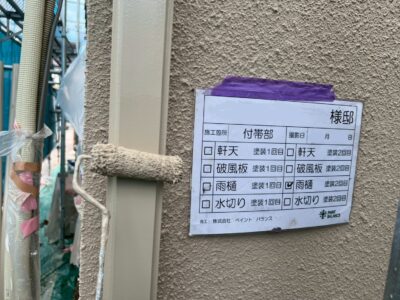 様邸
施工箇所 付帯部 撮影日 月 日
□ 軒天 塗装1回目 □ 軒天 塗装2回目
□ 破風板 塗装1回目 □ 破風板 塗装2回目
□ 雨樋 塗装1回目 ☑ 雨樋 塗装2回目
□ 水切り 塗装1回目 □ 水切り 塗装2回目
施工 株式会社 ペイント バランス
PAINT BALANCE